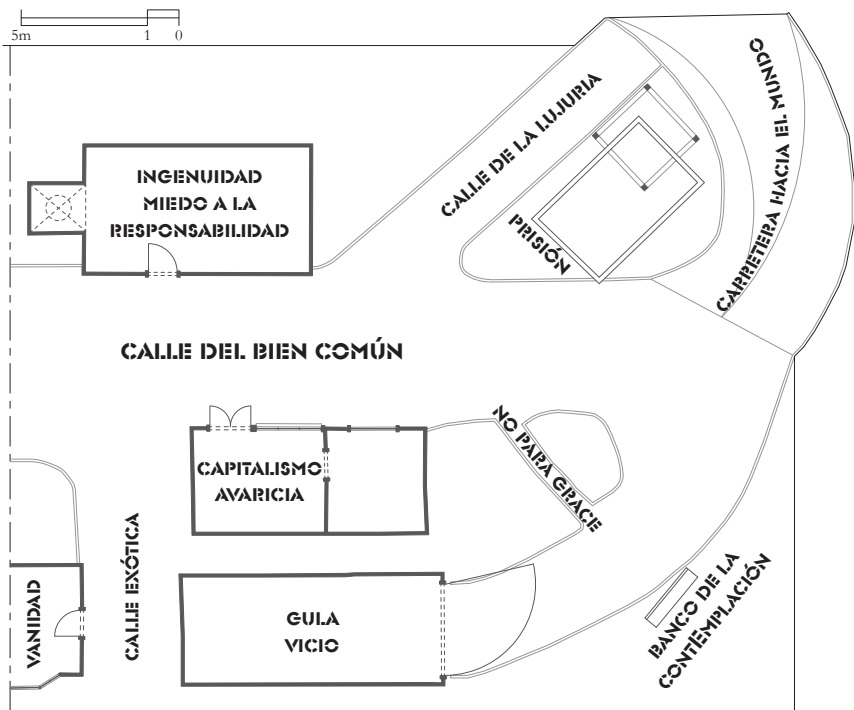 5m 1 0
CALLE DE LA LUJURIA
CARRETERA HACIA EL MUNDO
INGENUIDAD
MIEDO A LA
RESPONSABILIDAD
PRISIÓN
CALLE DEL BIEN COMÚN
CAPITALISMO
AVARICIA
NO PARA GRACE
CALLE EXÓTICA
VANIDAD
GULA
VICIO
BANCO DE LA
CONTEMPLACIÓN